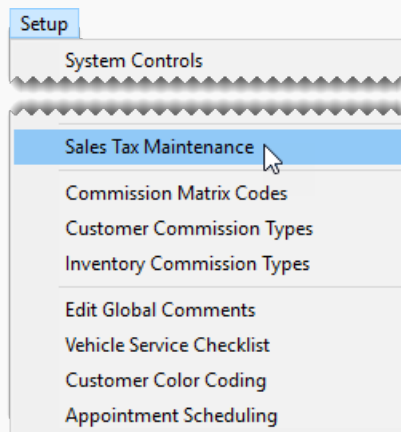 Setup
System Controls
Sales Tax Maintenance
Commission Matrix Codes
Customer Commission Types
Inventory Commission Types
Edit Global Comments
Vehicle Service Checklist
Customer Color Coding
Appointment Scheduling